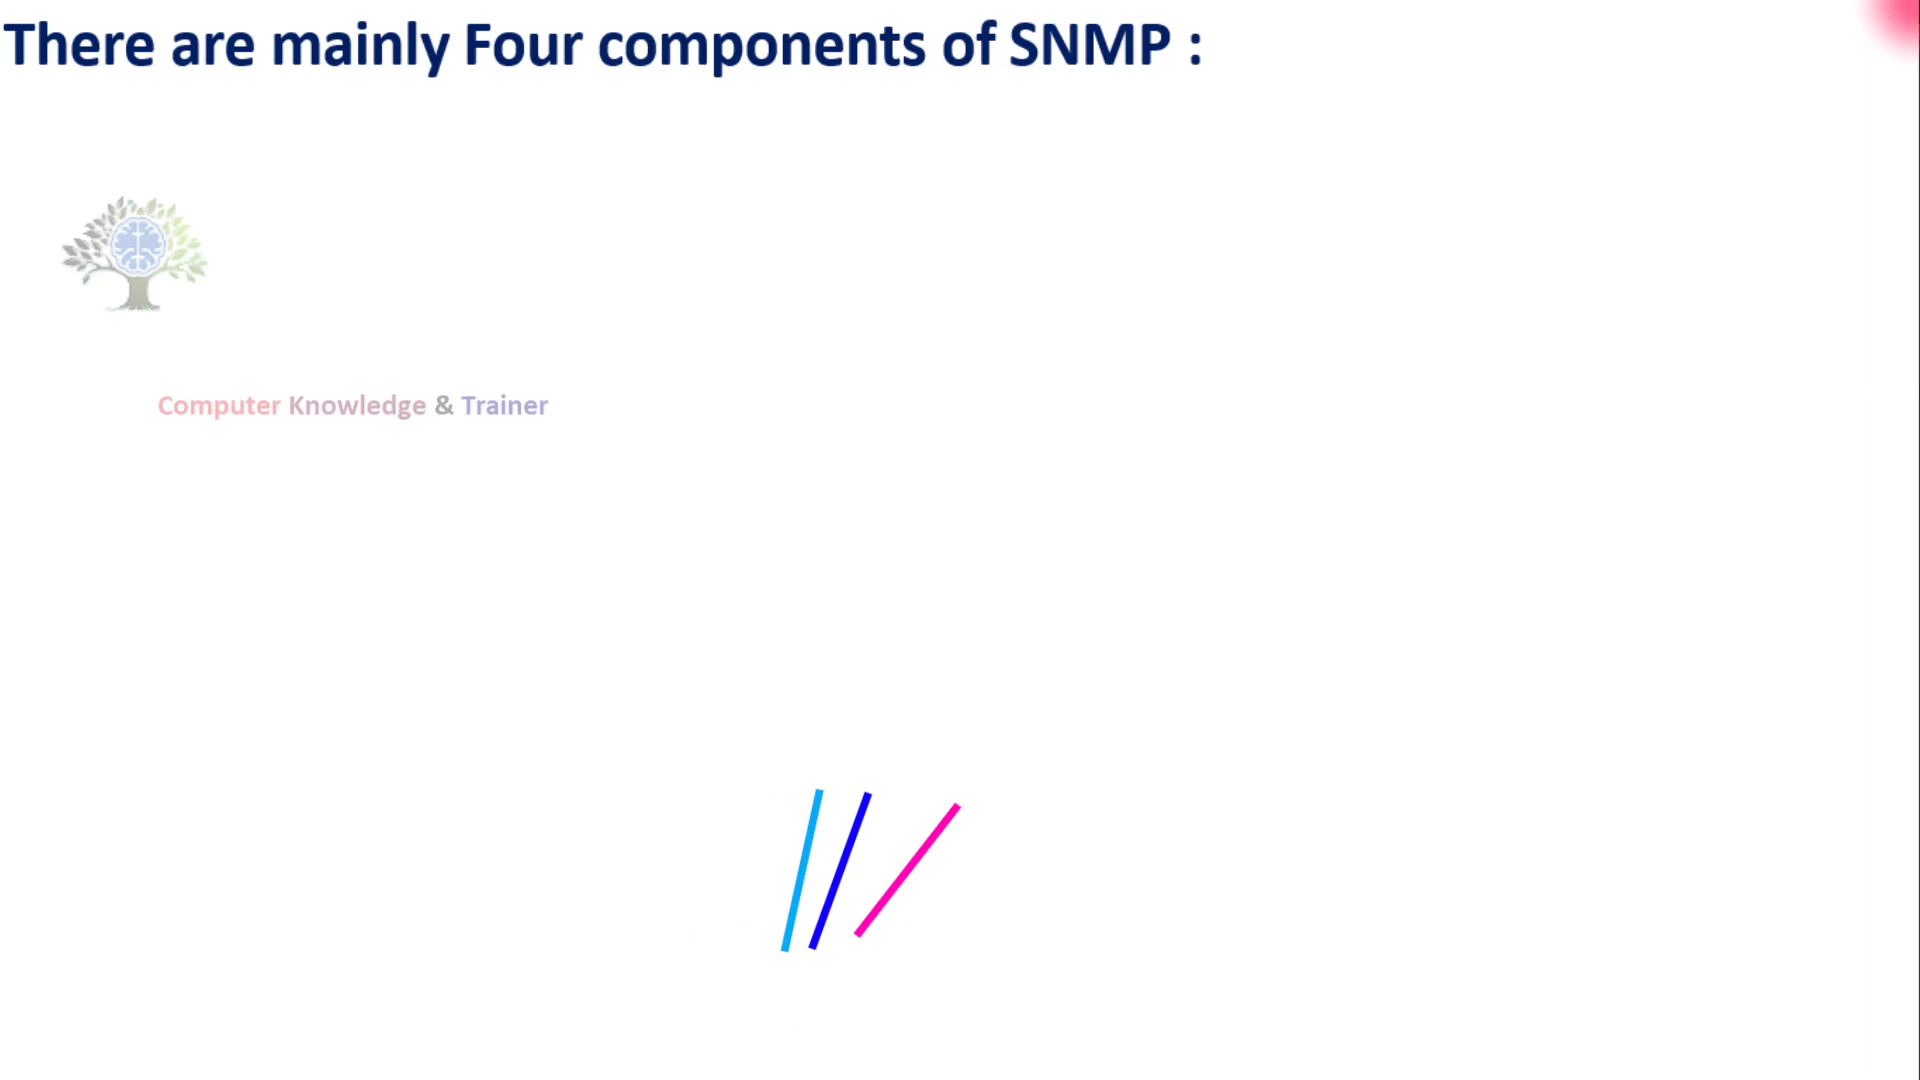 There are mainly Four components of SNMP :
Computer Knowledge & Trainer